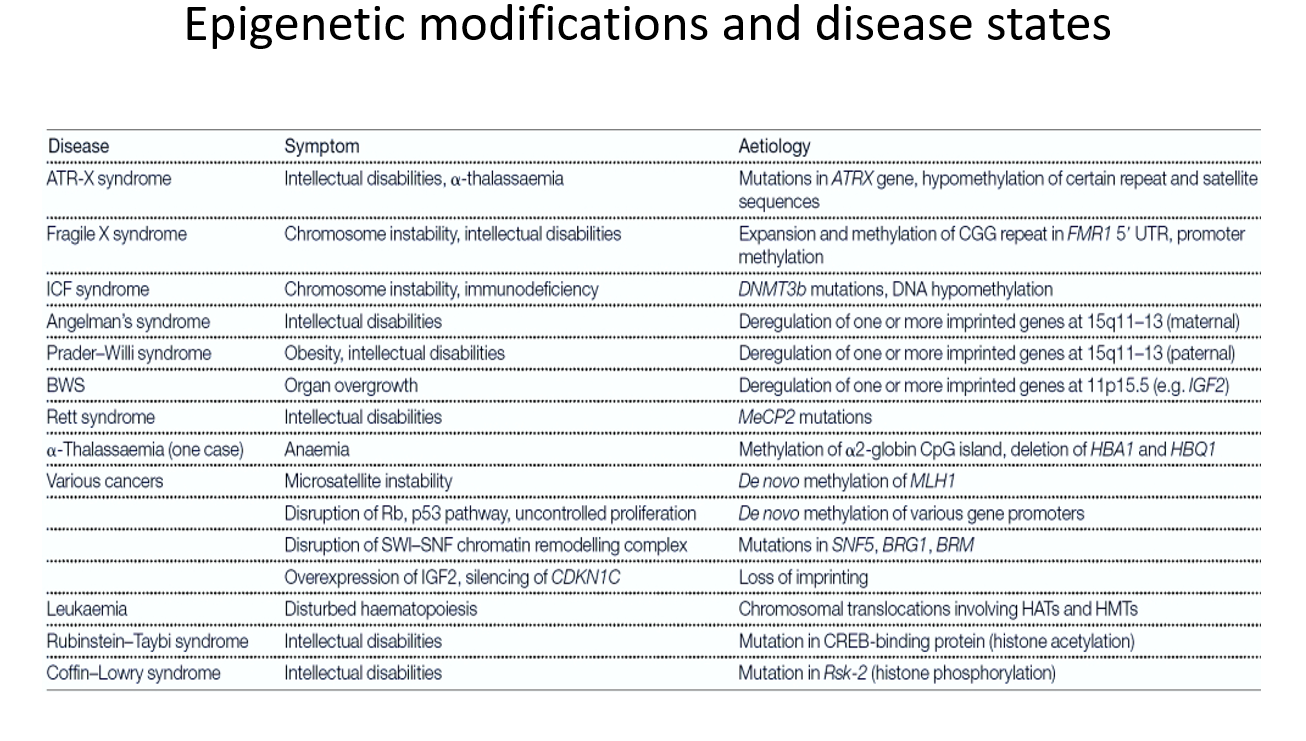 Epigenetic modifications and disease states
Disease Symptom Aetiology
ATR-X syndrome Intellectual disabilities, α-thalassaemia Mutations in ATRX gene, hypomethylation of certain repeat and satellite
sequences
Fragile X syndrome Chromosome instability, intellectual disabilities Expansion and methylation of CGG repeat in FMR1 5′ UTR, promoter
methylation
ICF syndrome Chromosome instability, immunodeficiency DNMT3b mutations, DNA hypomethylation
Angelman's syndrome Intellectual disabilities Deregulation of one or more imprinted genes at 15q11–13 (maternal)
Prader–Willi syndrome Obesity, intellectual disabilities Deregulation of one or more imprinted genes at 15q11–13 (paternal)
BWS Organ overgrowth Deregulation of one or more imprinted genes at 11p15.5 (e.g. IGF2)
Rett syndrome Intellectual disabilities MeCP2 mutations
α-Thalassaemia (one case) Anaemia Methylation of α2-globin CpG island, deletion of HBA1 and HBQ1
Various cancers Microsatellite instability De novo methylation of MLH1
Disruption of Rb, p53 pathway, uncontrolled proliferation De novo methylation of various gene promoters
Disruption of SWI–SNF chromatin remodelling complex Mutations in SNF5, BRG1, BRM
Overexpression of IGF2, silencing of CDKN1C Loss of imprinting
Leukaemia Disturbed haematopoiesis Chromosomal translocations involving HATs and HMTs
Rubinstein–Taybi syndrome Intellectual disabilities Mutation in CREB-binding protein (histone acetylation)
Coffin–Lowry syndrome Intellectual disabilities Mutation in Rsk-2 (histone phosphorylation)